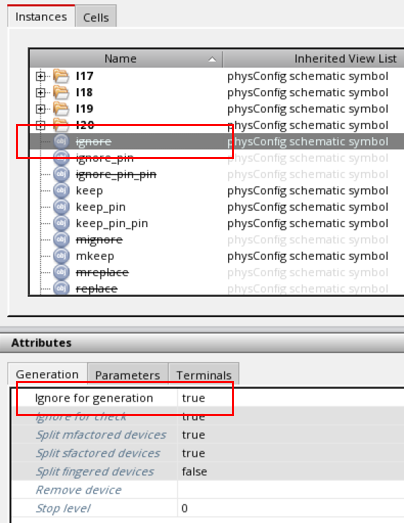 Instances Cells
Name Inherited View List
I17 physConfig schematic symbol
I18 physConfig schematic symbol
I19 physConfig schematic symbol
I20 physConfig schematic symbol
ignore physConfig schematic symbol
ignore_pin physConfig schematic symbol
ignore_pin_pin physConfig schematic symbol
keep physConfig schematic symbol
keep_pin physConfig schematic symbol
keep_pin_pin physConfig schematic symbol
mignore physConfig schematic symbol
mkeep physConfig schematic symbol
mreplace physConfig schematic symbol
replace physConfig schematic symbol
Attributes
Generation Parameters Terminals
Ignore for generation true
Ignore for check true
Split mfactored devices true
Split sfactored devices true
Split fingered devices false
Remove device
Stop level 0